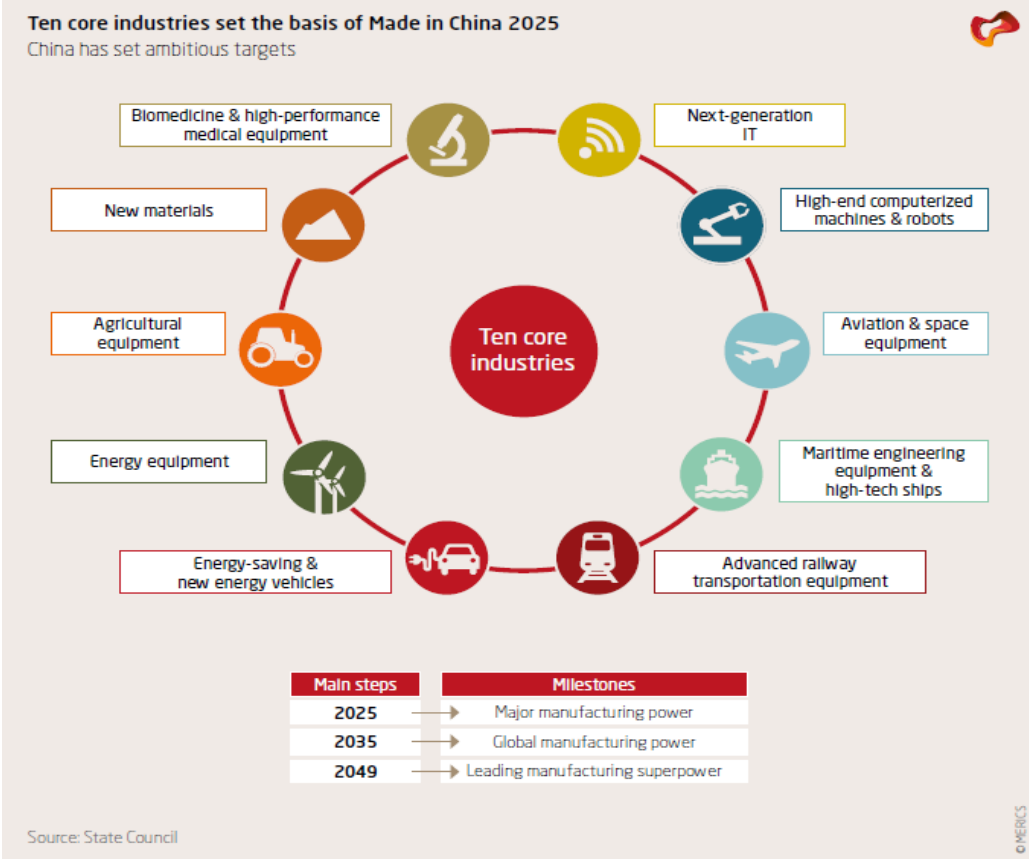 Ten core industries set the basis of Made in China 2025
China has set ambitious targets
Biomedicine & high-performance
medical equipment
Next-generation
IT
New materials
High-end computerized
machines & robots
Agricultural
equipment
Ten core
industries
Aviation & space
equipment
Energy equipment
Maritime engineering
equipment &
high-tech ships
Energy-saving &
new energy vehicles
Advanced railway
transportation equipment
Main steps Milestones
2025 Major manufacturing power
2035 Global manufacturing power
2049 Leading manufacturing superpower
Source: State Council
© MERICS